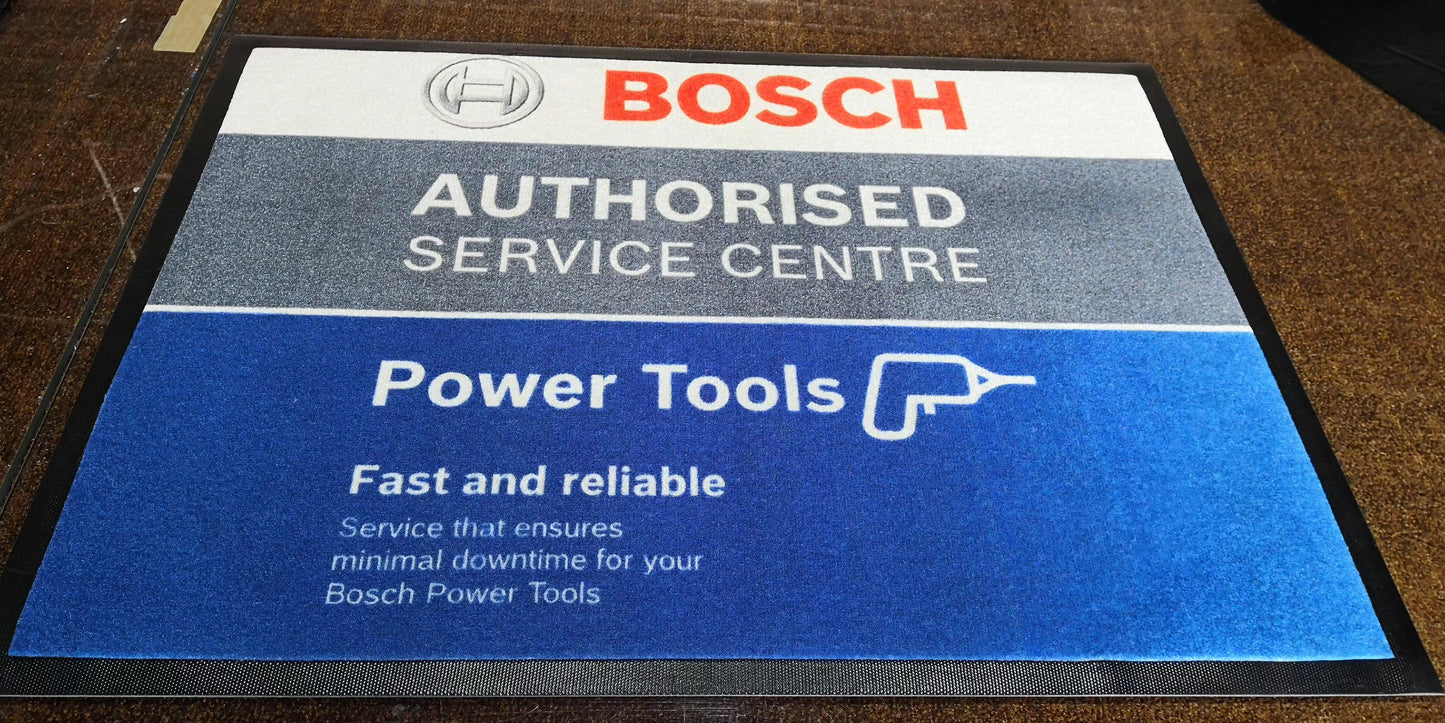 BOSCH
AUTHORISED
SERVICE CENTRE
Power Tools
Fast and reliable
Service that ensures
minimal downtime for your
Bosch Power Tools